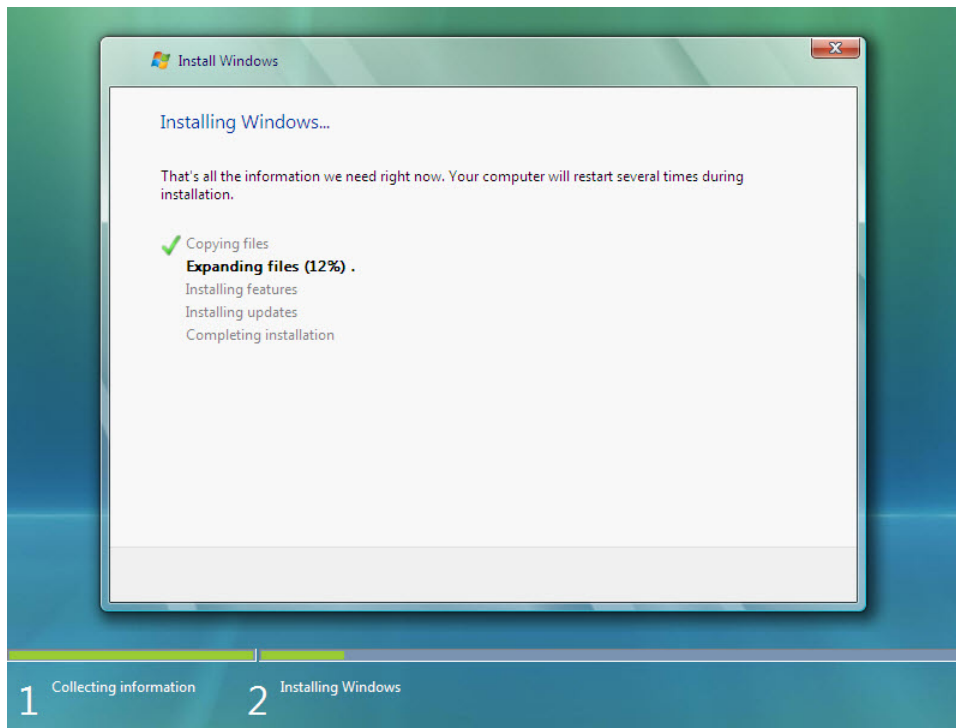 Install Windows
Installing Windows...
That's all the information we need right now. Your computer will restart several times during
installation.
Copying files
Expanding files (12%) .
Installing features
Installing updates
Completing installation
1 Collecting information 2 Installing Windows